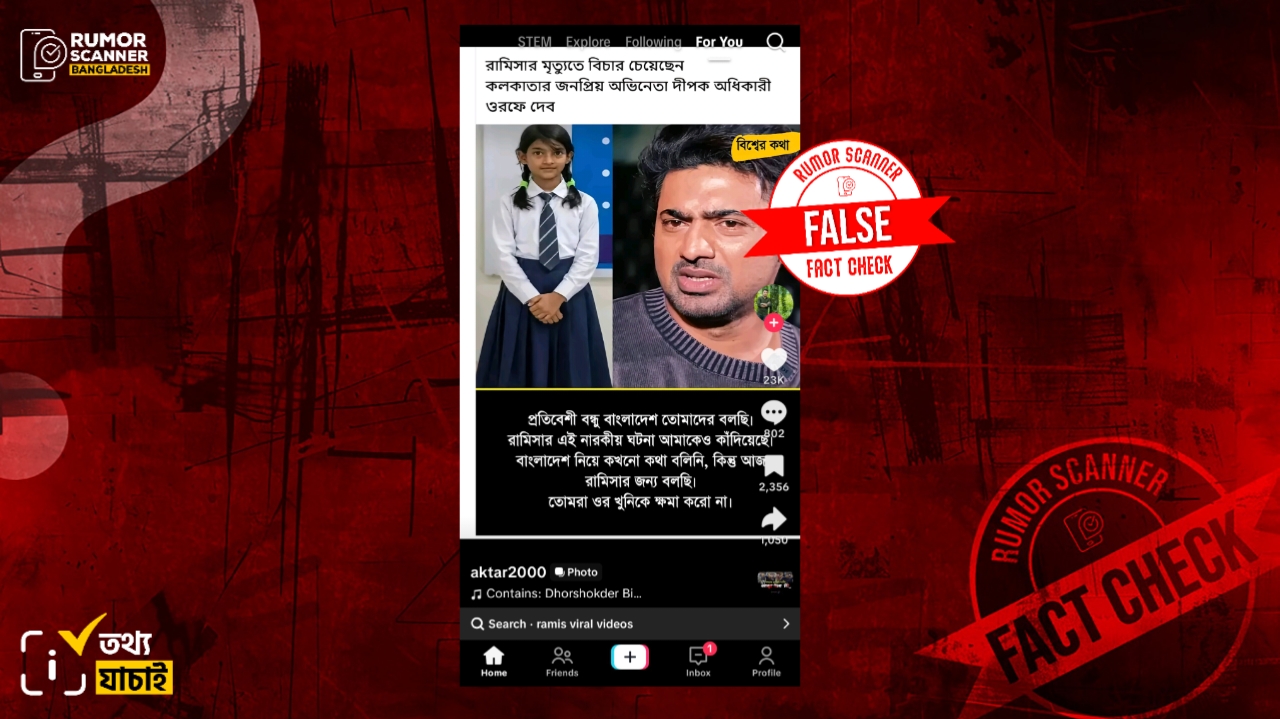 RUMOR
SCANNER
BANGLADESH
STEM Explore Following For You
রামিসার মৃত্যুতে বিচার চেয়েছেন
কলকাতার জনপ্রিয় অভিনেতা দীপক অধিকারী
ওরফে দেব
বিশ্বের কথা
RUMOR SCANNER
FALSE
FACT CHECK
23K
802
2,356
1,050
প্রতিবেশী বন্ধু বাংলাদেশ তোমাদের বলছি।
রামিসার এই নারকীয় ঘটনা আমাকেও কাঁদিয়েছে।
বাংলাদেশ নিয়ে কখনো কথা বলিনি, কিন্তু আজ
রামিসার জন্য বলছি।
তোমরা ওর খুনিকে ক্ষমা করো না।
aktar2000 Photo
Contains: Dhorshokder Bi...
Search · ramis viral videos
1
Home Friends Inbox Profile
তথ্য
যাচাই
RUMOR SCANNER
FACT CHECK